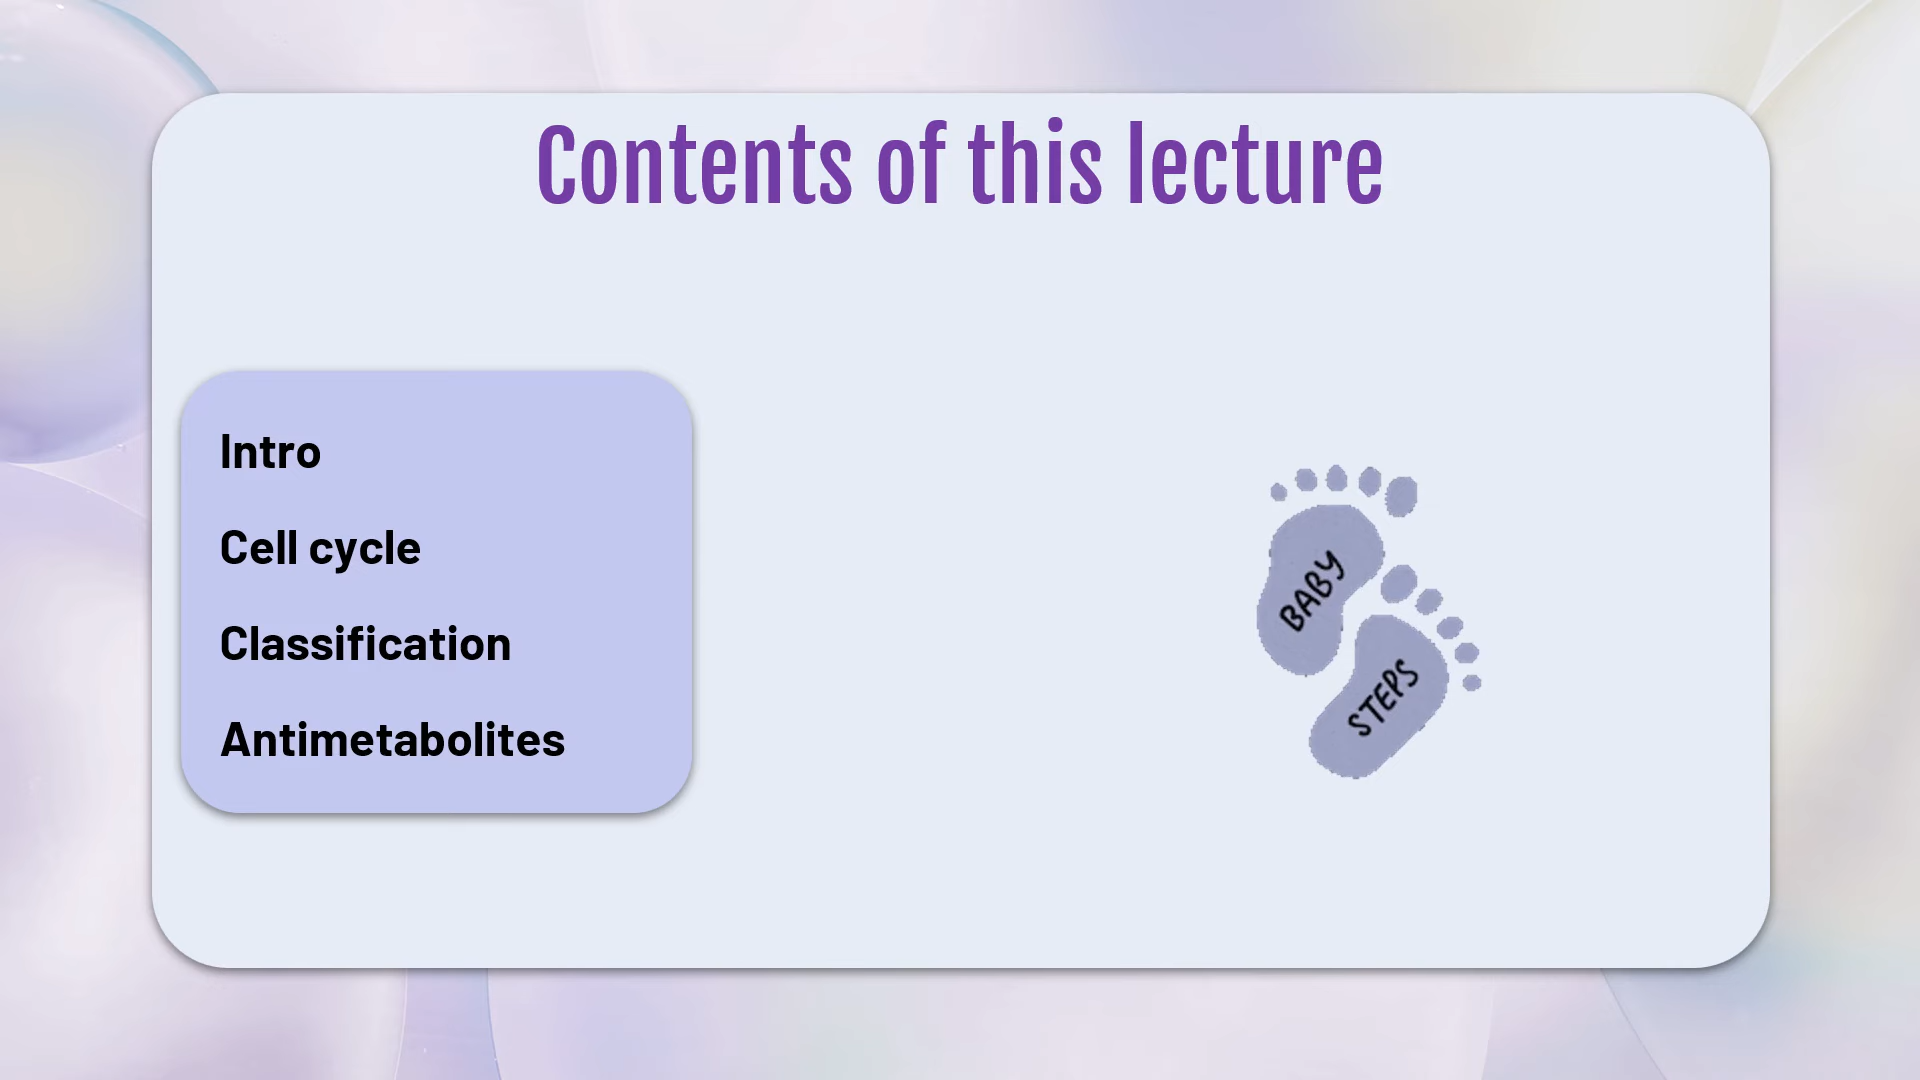 Contents of this lecture
Intro
Cell cycle
Classification
Antimetabolites
BABY
STEPS